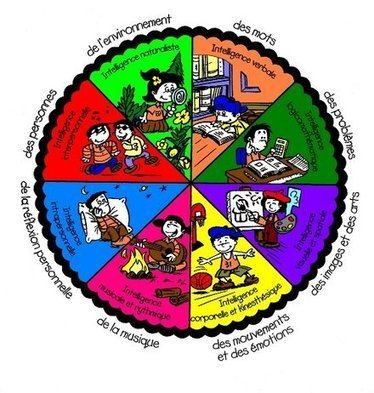 de l'environnement
des mots
des problèmes
des images et des arts
des mouvements
et des émotions
de la musique
de la réflexion personnelle
des personnes
Intelligence naturaliste
Intelligence verbale
Intelligence
logicomathématique
Intelligence
visuelle et spatiale
Intelligence
corporelle et kinesthésique
Intelligence
musicale et rythmique
Intelligence
intrapersonnelle
Intelligence
interpersonnelle